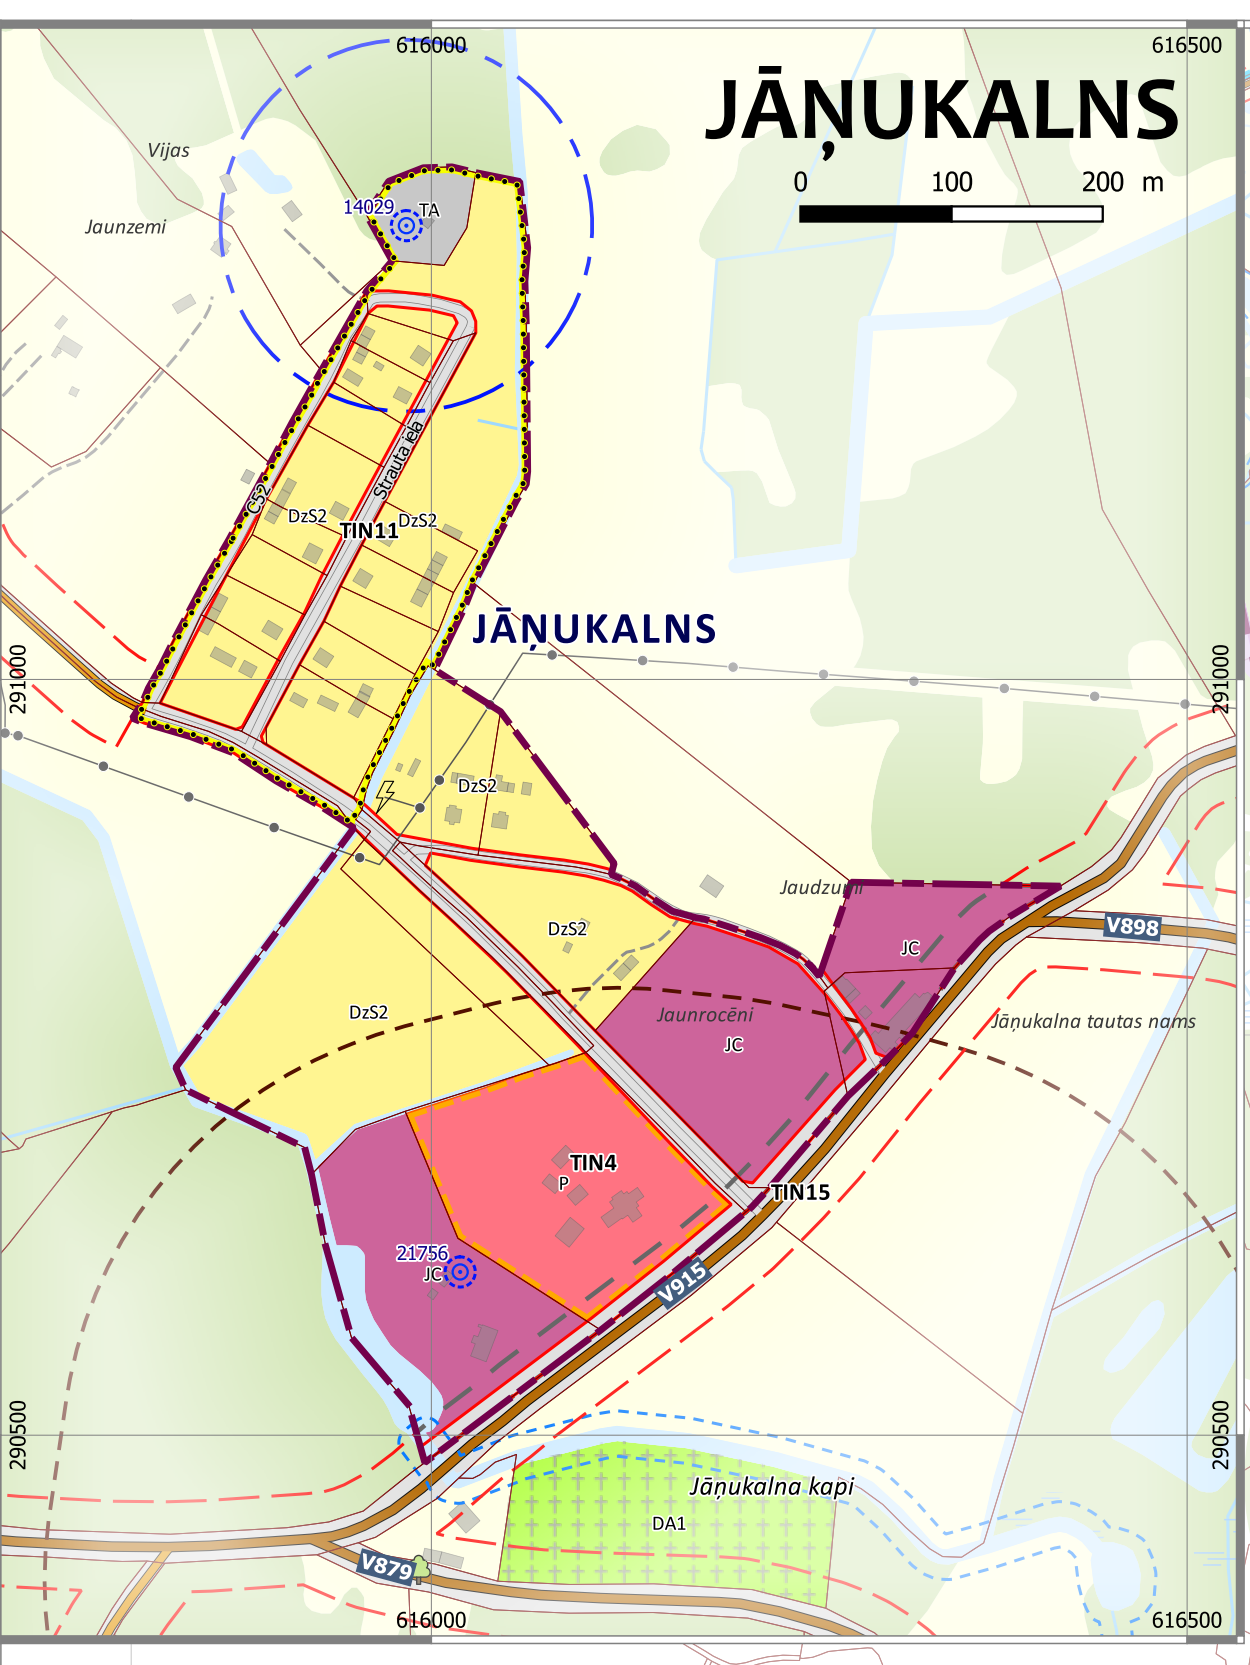 616000
616500
JĀŅUKALNS
0 100 200 m
Vijas
Jaunzemi
14029
TA
Strauta iela
C52
DzS2
TIN11
DzS2
JĀŅUKALNS
291000
291000
DzS2
Jaudzumi
V898
JC
DzS2
DzS2
Jaunrocēni
JC
Jāņukalna tautas nams
TIN4
P
TIN15
21756
JC
V915
290500
290500
Jāņukalna kapi
DA1
V879
616000
616500